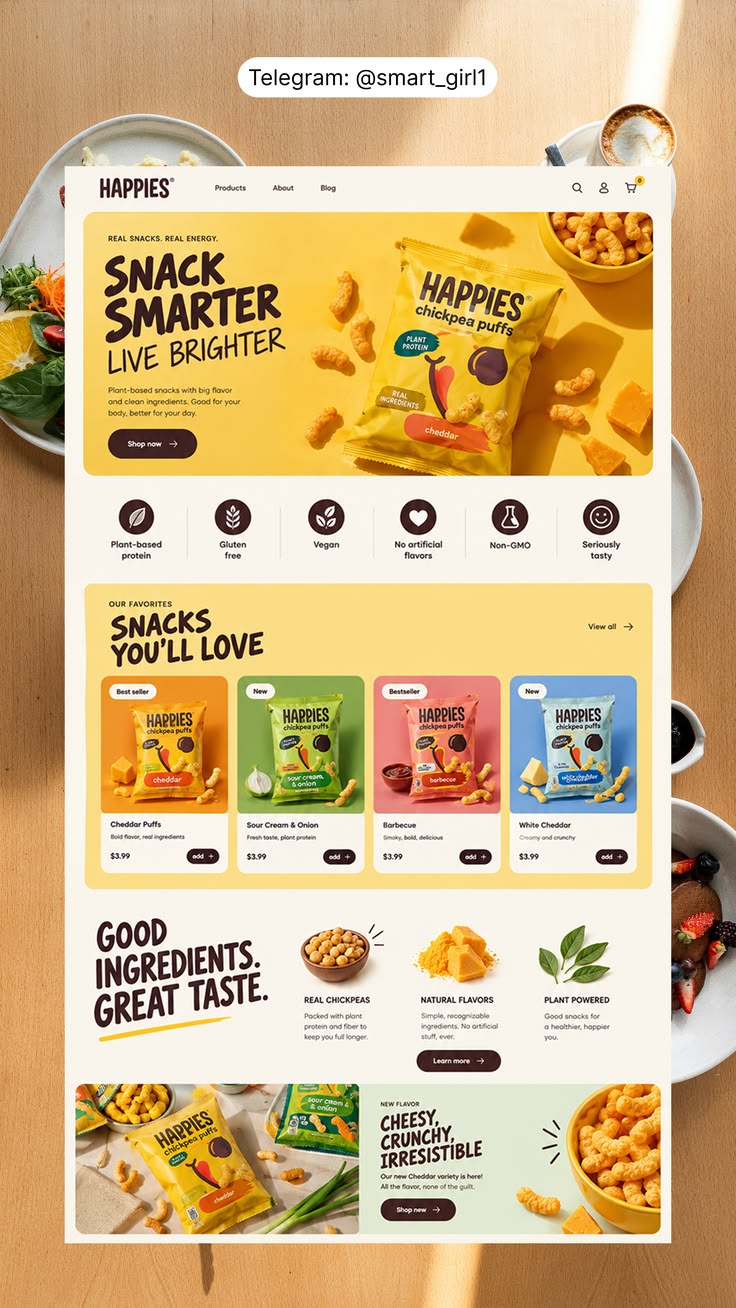 Telegram: @smart_girl1
HAPPIES®
Products
About
Blog
0
REAL SNACKS. REAL ENERGY.
SNACK
SMARTER
LIVE BRIGHTER
Plant-based snacks with big flavor
and clean ingredients. Good for your
body, better for your day.
Shop now
HAPPIES®
chickpea puffs
PLANT
PROTEIN
REAL
INGREDIENTS
cheddar
Plant-based
protein
Gluten
free
Vegan
No artificial
flavors
Non-GMO
Seriously
tasty
OUR FAVORITES
SNACKS
YOU'LL LOVE
View all
Best seller
HAPPIES
chickpea puffs
cheddar
Cheddar Puffs
Bold flavor, real ingredients
$3.99
add +
New
HAPPIES
chickpea puffs
sour cream
& onion
Sour Cream & Onion
Fresh taste, plant protein
$3.99
add +
Bestseller
HAPPIES
chickpea puffs
barbecue
Barbecue
Smoky, bold, delicious
$3.99
add +
New
HAPPIES
chickpea puffs
White Cheddar
Creamy and crunchy
$3.99
add +
GOOD
INGREDIENTS.
GREAT TASTE.
REAL CHICKPEAS
Packed with plant
protein and fiber to
keep you full longer.
NATURAL FLAVORS
Simple, recognizable
ingredients. No artificial
stuff, ever.
Learn more
PLANT POWERED
Good snacks for
a healthier, happier
you.
HAPPIES
chickpea puffs
cheddar
sour cream
& onion
NEW FLAVOR
CHEESY,
CRUNCHY,
IRRESISTIBLE
Our new Cheddar variety is here!
All the flavor, none of the guilt.
Shop new